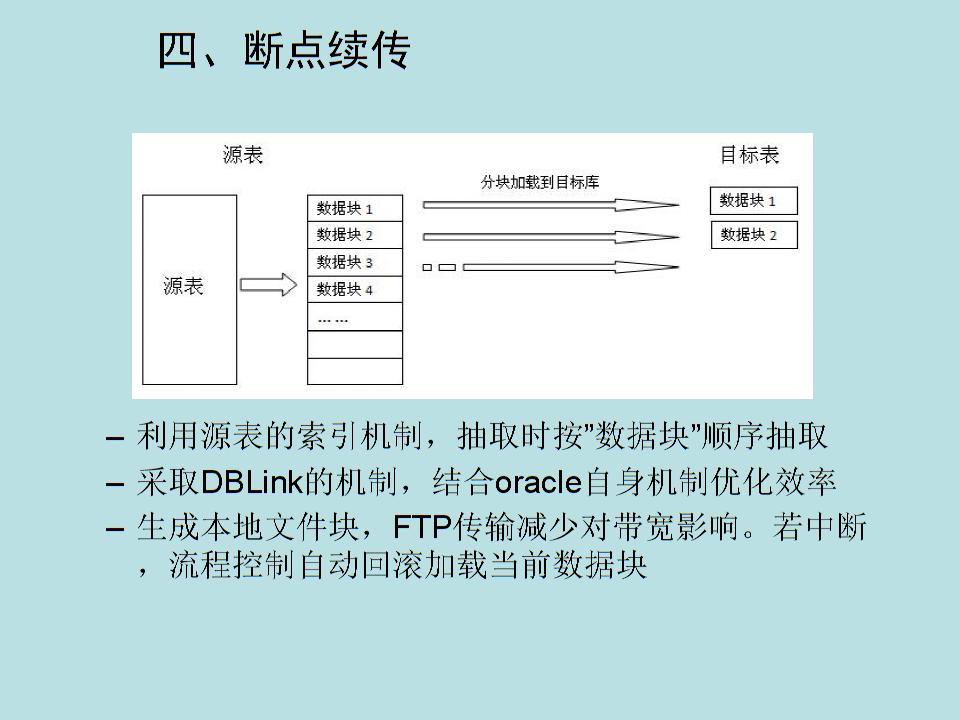 四、断点续传
源表
目标表
分块加载到目标库
源表
数据块 1
数据块 2
数据块 3
数据块 4
... ...
数据块 1
数据块 2
– 利用源表的索引机制，抽取时按”数据块”顺序抽取
– 采取DBLink的机制，结合oracle自身机制优化效率
– 生成本地文件块，FTP传输减少对带宽影响。若中断
，流程控制自动回滚加载当前数据块